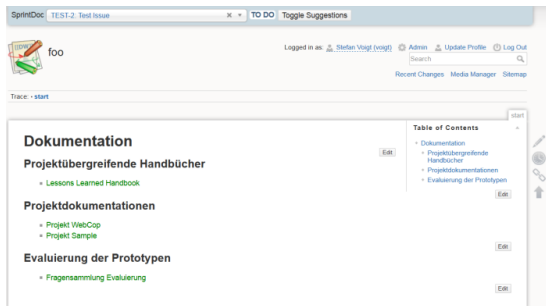 SprintDoc TEST-2. Test Issue TO DO Toggle Suggestions
foo
Logged in as: Stefan Voigt (voigt) Admin Update Profile Log Out
Search
Recent Changes Media Manager Sitemap
Trace: • start
start
Table of Contents
Dokumentation
Projektübergreifende Handbücher
Projektdokumentationen
Evaluierung der Prototypen
Dokumentation
Edit
Projektübergreifende Handbücher
Lessons Learned Handbook
Edit
Projektdokumentationen
Projekt WebCop
Projekt Sample
Edit
Evaluierung der Prototypen
Fragensammlung Evaluierung
Edit